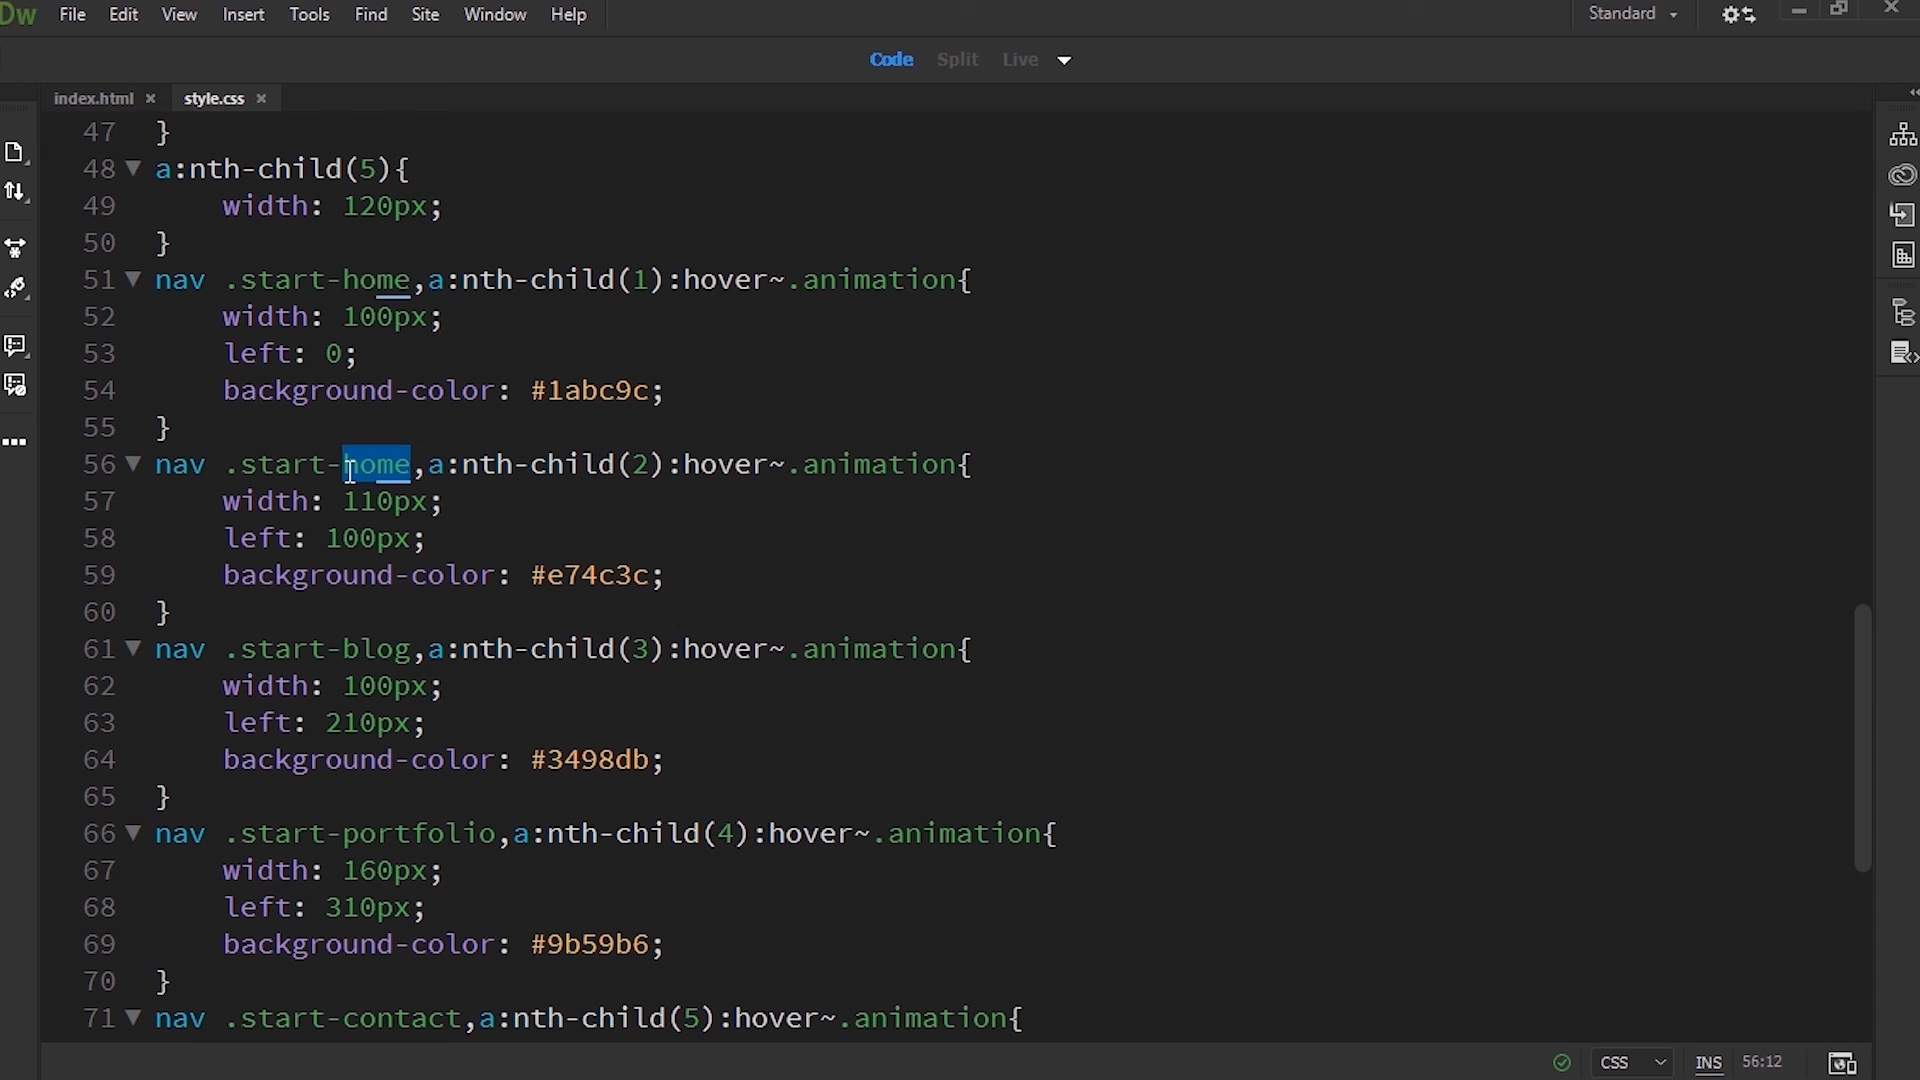 Dw File Edit View Insert Tools Find Site Window Help Standard
Code Split Live
index.html × style.css ×
47 }
48 a:nth-child(5){
49 width: 120px;
50 }
51 nav .start-home,a:nth-child(1):hover~.animation{
52 width: 100px;
53 left: 0;
54 background-color: #1abc9c;
55 }
56 nav .start-home,a:nth-child(2):hover~.animation{
57 width: 110px;
58 left: 100px;
59 background-color: #e74c3c;
60 }
61 nav .start-blog,a:nth-child(3):hover~.animation{
62 width: 100px;
63 left: 210px;
64 background-color: #3498db;
65 }
66 nav .start-portfolio,a:nth-child(4):hover~.animation{
67 width: 160px;
68 left: 310px;
69 background-color: #9b59b6;
70 }
71 nav .start-contact,a:nth-child(5):hover~.animation{
CSS INS 56:12